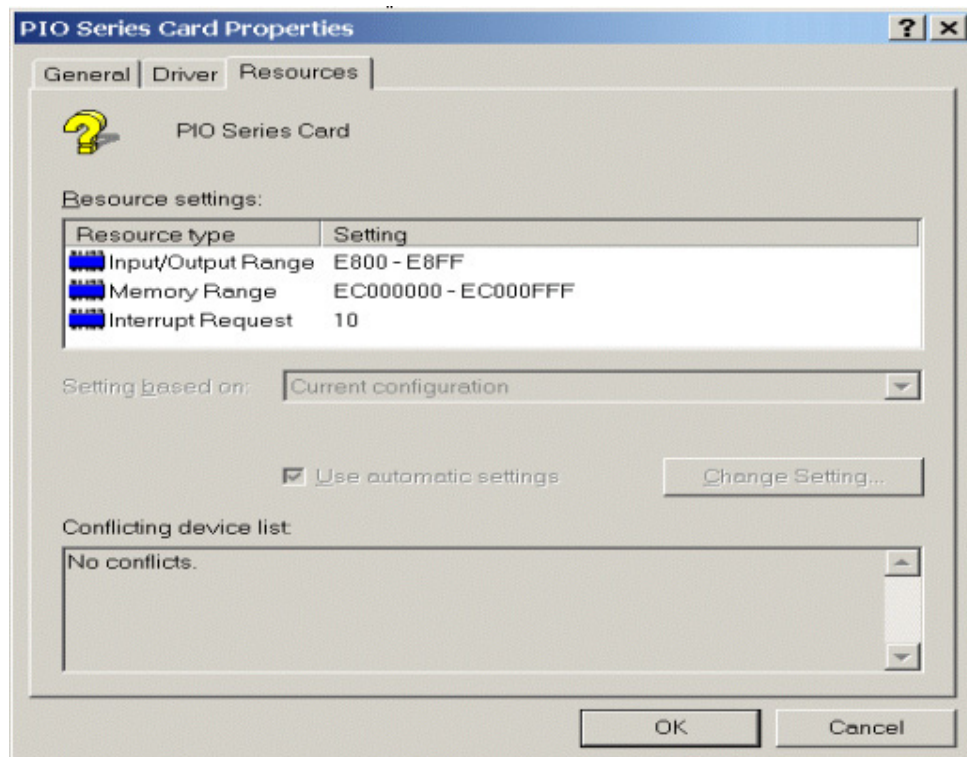 PIO Series Card Properties
General Driver Resources
PIO Series Card
Resource settings:
Resource type Setting
Input/Output Range E800 - E8FF
Memory Range EC000000 - EC000FFF
Interrupt Request 10
Setting based on: Current configuration
Use automatic settings Change Setting...
Conflicting device list:
No conflicts.
OK Cancel